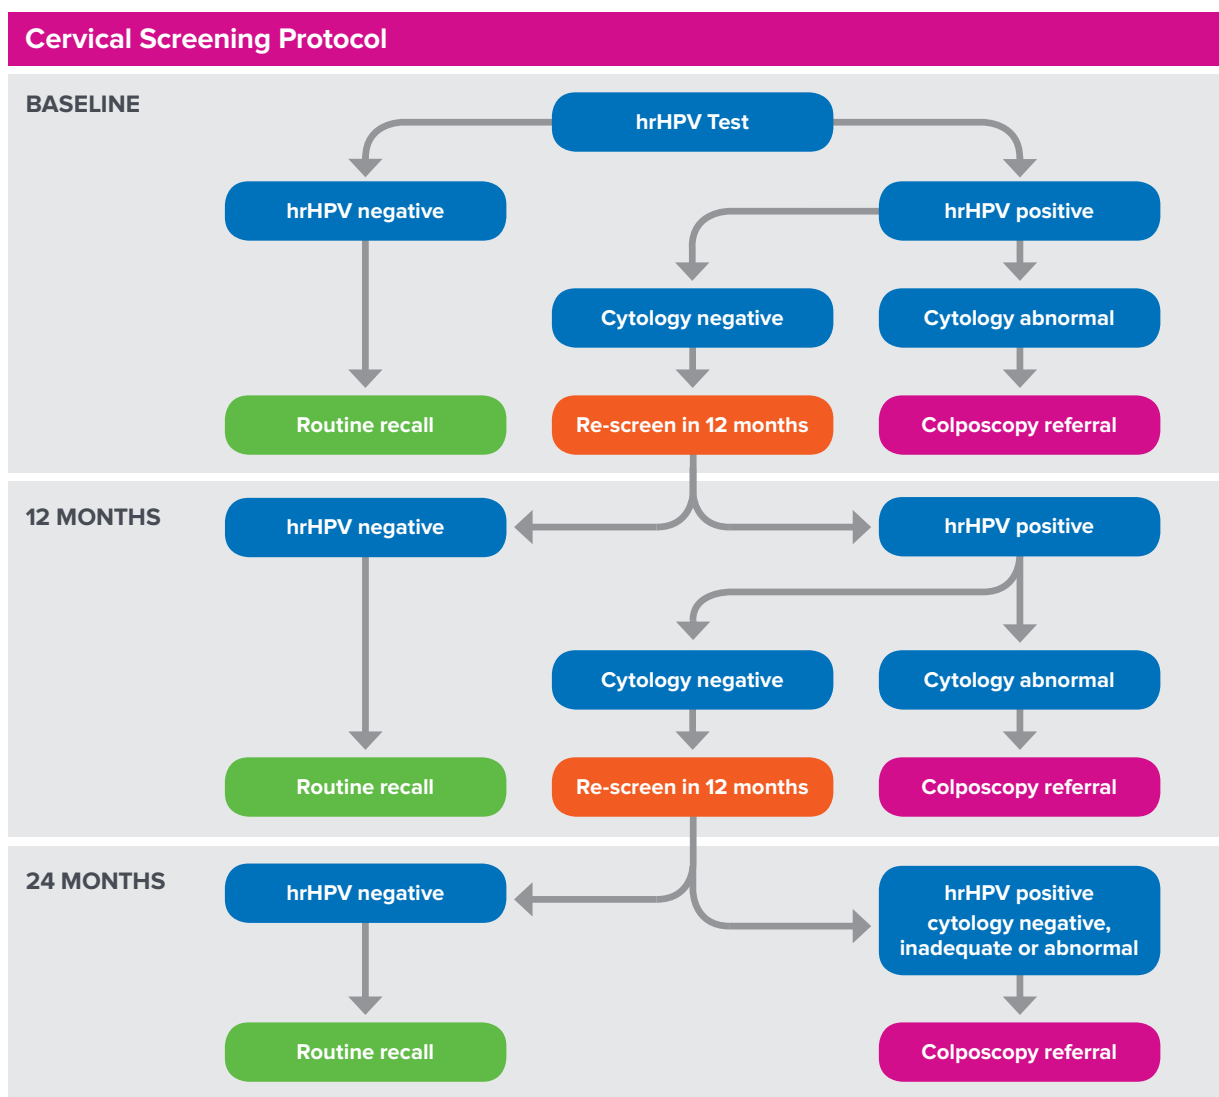 Cervical Screening Protocol
BASELINE
hrHPV Test
hrHPV negative
hrHPV positive
Cytology negative
Cytology abnormal
Routine recall
Re-screen in 12 months
Colposcopy referral
12 MONTHS
hrHPV negative
hrHPV positive
Cytology negative
Cytology abnormal
Routine recall
Re-screen in 12 months
Colposcopy referral
24 MONTHS
hrHPV negative
hrHPV positive
cytology negative,
inadequate or abnormal
Routine recall
Colposcopy referral